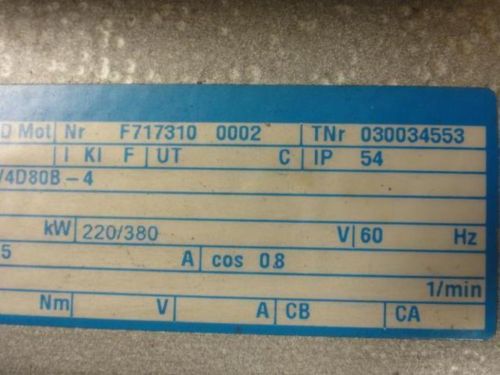 D Mot Nr F717310 0002 TNr 030034553
I KI F UT C IP 54
/4D80B-4
kW 220/380 V 60 Hz
5 A cos 0.8
1/min
Nm V A CB CA